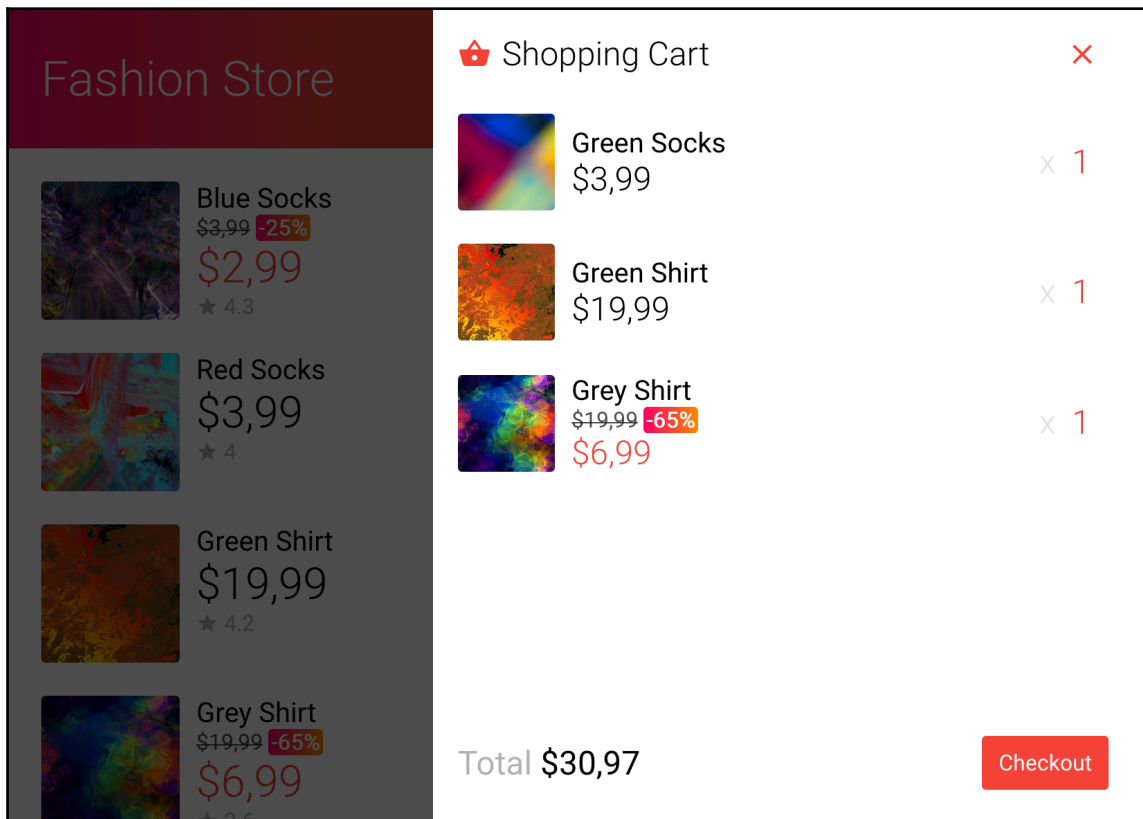 Fashion Store
Blue Socks
$3,99 -25%
$2,99
★ 4.3
Red Socks
$3,99
★ 4
Green Shirt
$19,99
★ 4.2
Grey Shirt
$19,99 -65%
$6,99
Shopping Cart
Green Socks
$3,99
x 1
Green Shirt
$19,99
x 1
Grey Shirt
$19,99 -65%
$6,99
x 1
Total $30,97
Checkout